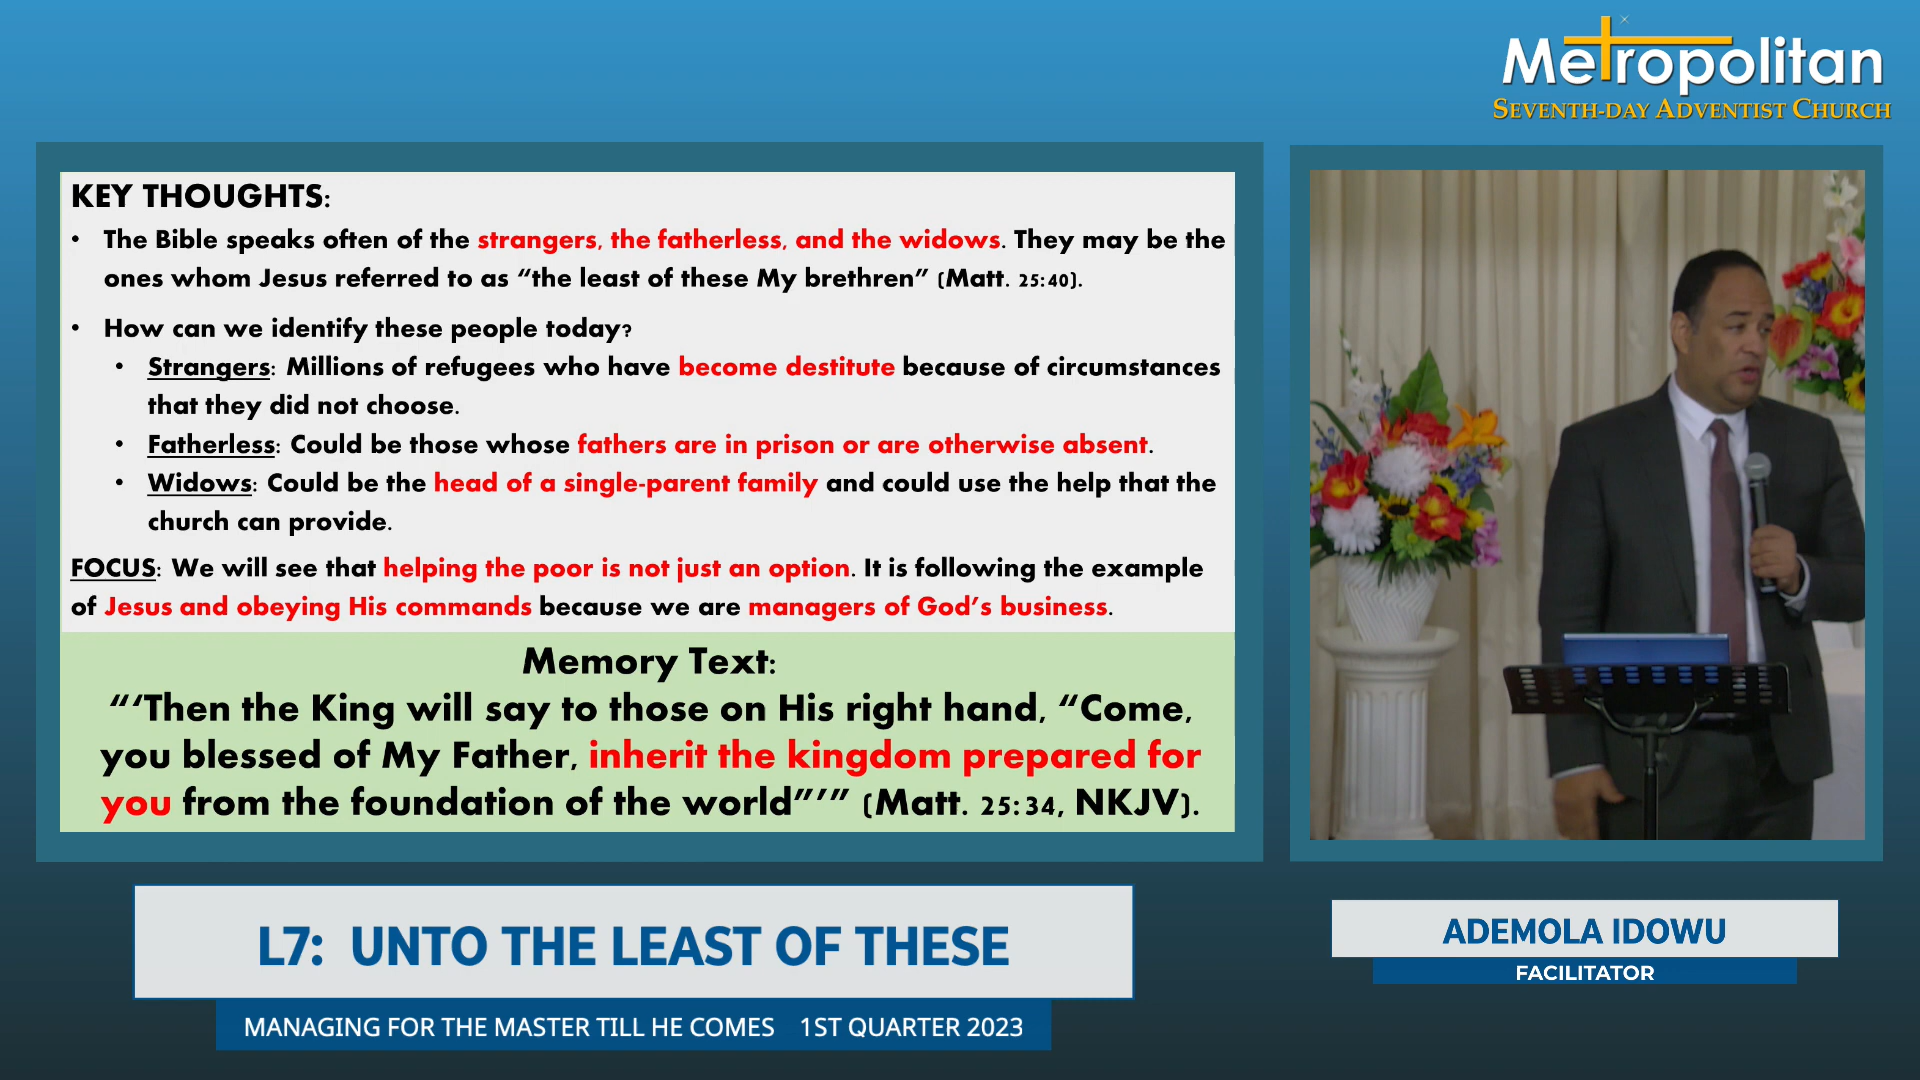 Metropolitan
SEVENTH-DAY ADVENTIST CHURCH
KEY THOUGHTS:
• The Bible speaks often of the strangers, the fatherless, and the widows. They may be the
ones whom Jesus referred to as “the least of these My brethren” (Matt. 25:40).
• How can we identify these people today?
• Strangers: Millions of refugees who have become destitute because of circumstances
that they did not choose.
• Fatherless: Could be those whose fathers are in prison or are otherwise absent.
• Widows: Could be the head of a single-parent family and could use the help that the
church can provide.
FOCUS: We will see that helping the poor is not just an option. It is following the example
of Jesus and obeying His commands because we are managers of God’s business.
Memory Text:
“‘Then the King will say to those on His right hand, “Come,
you blessed of My Father, inherit the kingdom prepared for
you from the foundation of the world”’” (Matt. 25:34, NKJV).
L7: UNTO THE LEAST OF THESE
MANAGING FOR THE MASTER TILL HE COMES 1ST QUARTER 2023
ADEMOLA IDOWU
FACILITATOR